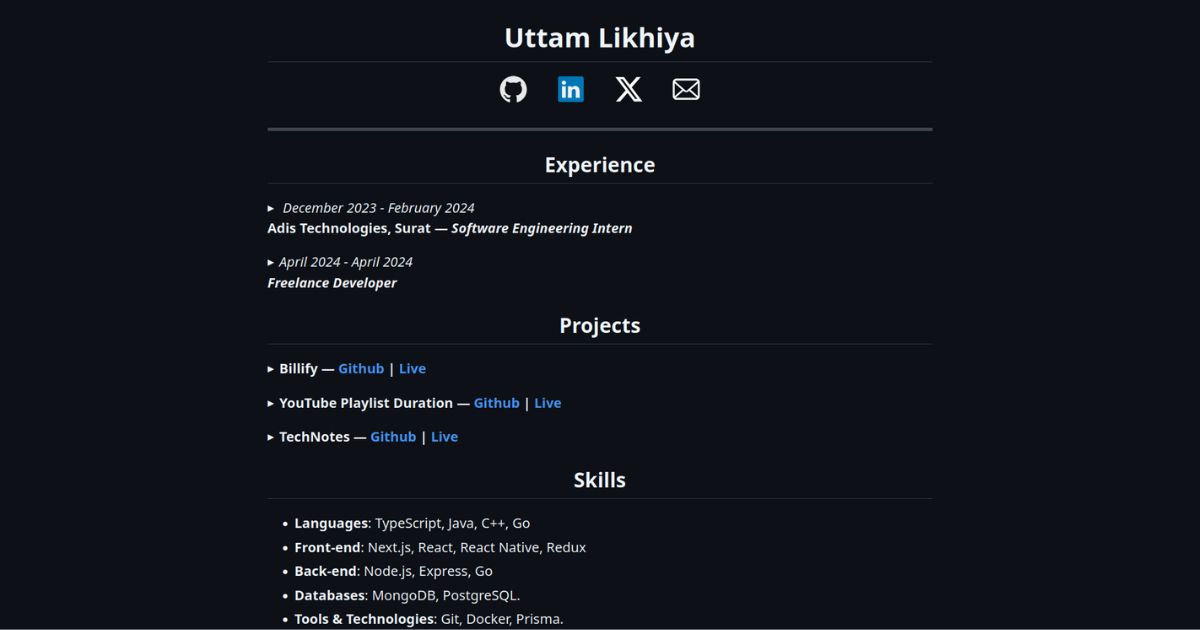 Uttam Likhiya
in
Experience
▸ December 2023 - February 2024
Adis Technologies, Surat — Software Engineering Intern
▸ April 2024 - April 2024
Freelance Developer
Projects
▸ Billify — Github | Live
▸ YouTube Playlist Duration — Github | Live
▸ TechNotes — Github | Live
Skills
• Languages: TypeScript, Java, C++, Go
• Front-end: Next.js, React, React Native, Redux
• Back-end: Node.js, Express, Go
• Databases: MongoDB, PostgreSQL.
• Tools & Technologies: Git, Docker, Prisma.